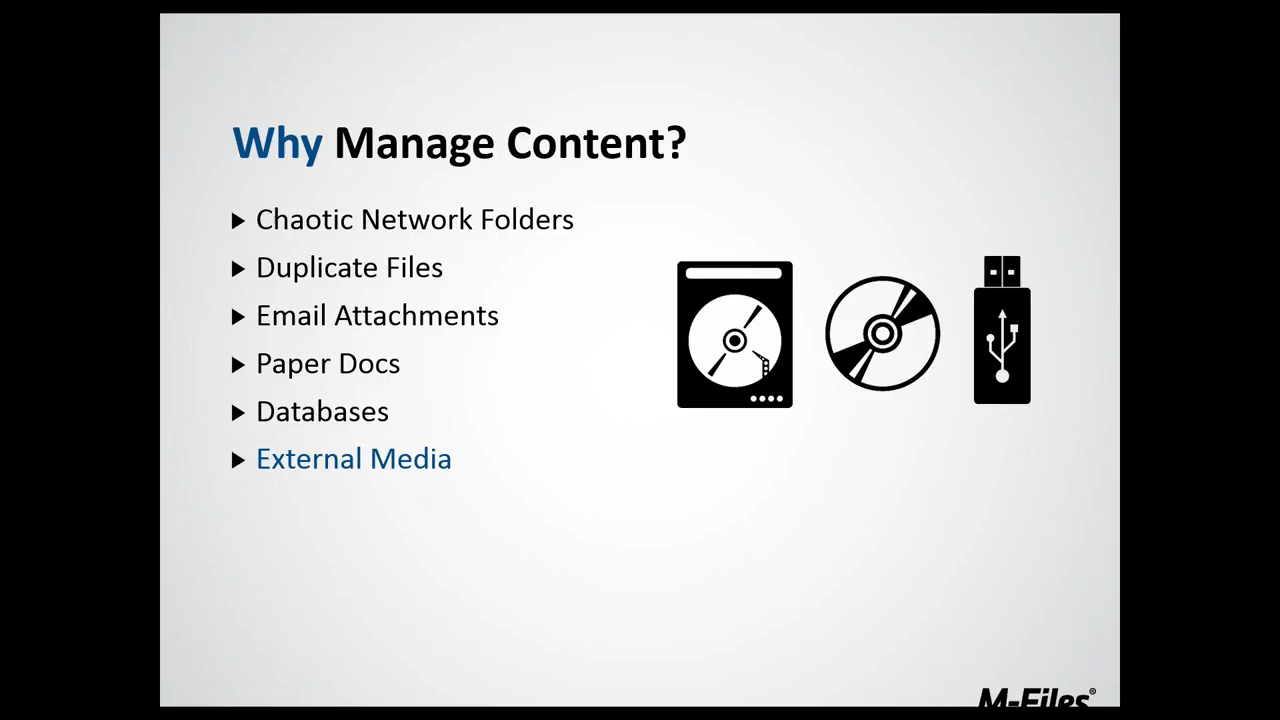 Why Manage Content?
Chaotic Network Folders
Duplicate Files
Email Attachments
Paper Docs
Databases
External Media
M-Files®